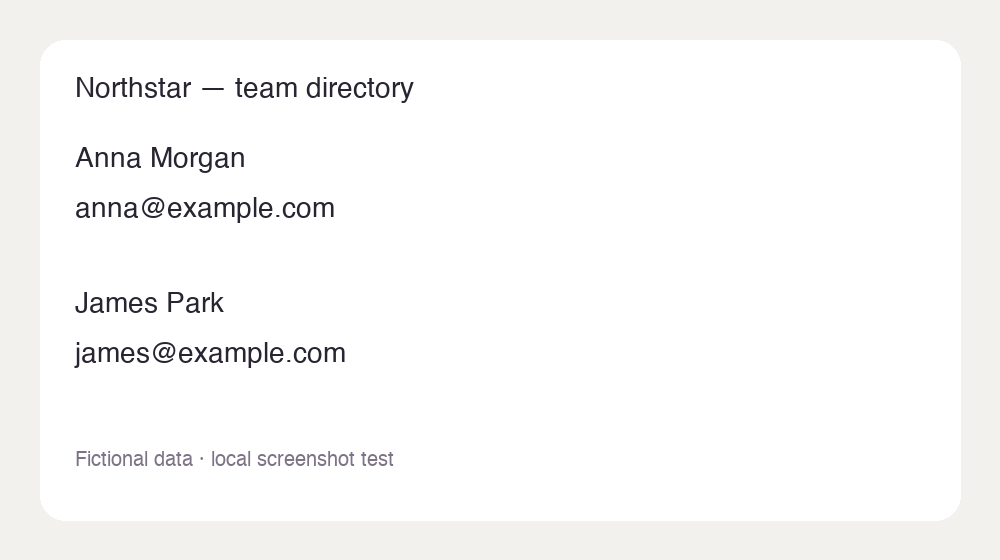 Northstar — team directory
Anna Morgan
anna@example.com
James Park
james@example.com
Fictional data · local screenshot test